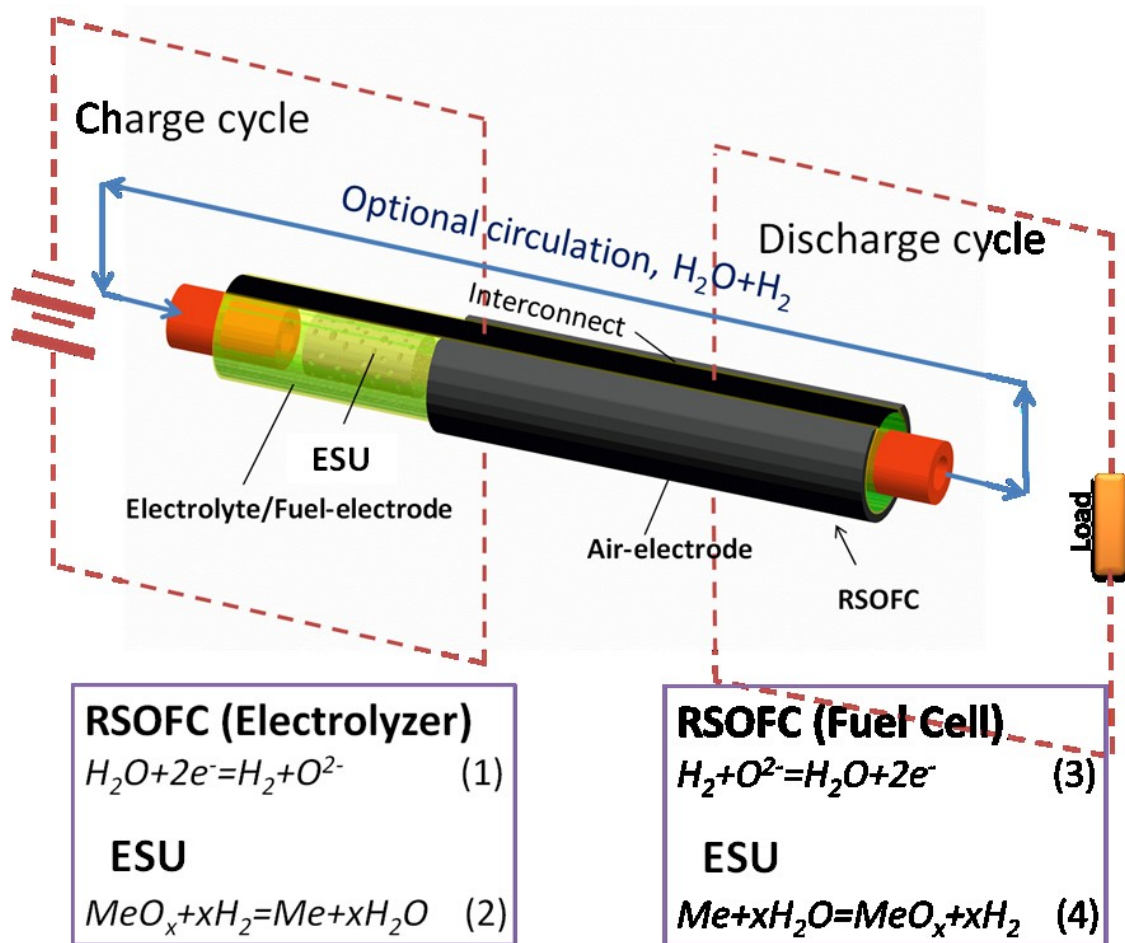 Charge cycle
Optional circulation, H₂O+H₂
Discharge cycle
Interconnect
ESU
Electrolyte/Fuel-electrode
Air-electrode
RSOFC
Load
RSOFC (Electrolyzer)
H₂O+2e⁻=H₂+O²⁻ (1)
ESU
MeOₓ+xH₂=Me+xH₂O (2)
RSOFC (Fuel Cell)
H₂+O²⁻=H₂O+2e⁻ (3)
ESU
Me+xH₂O=MeOₓ+xH₂ (4)